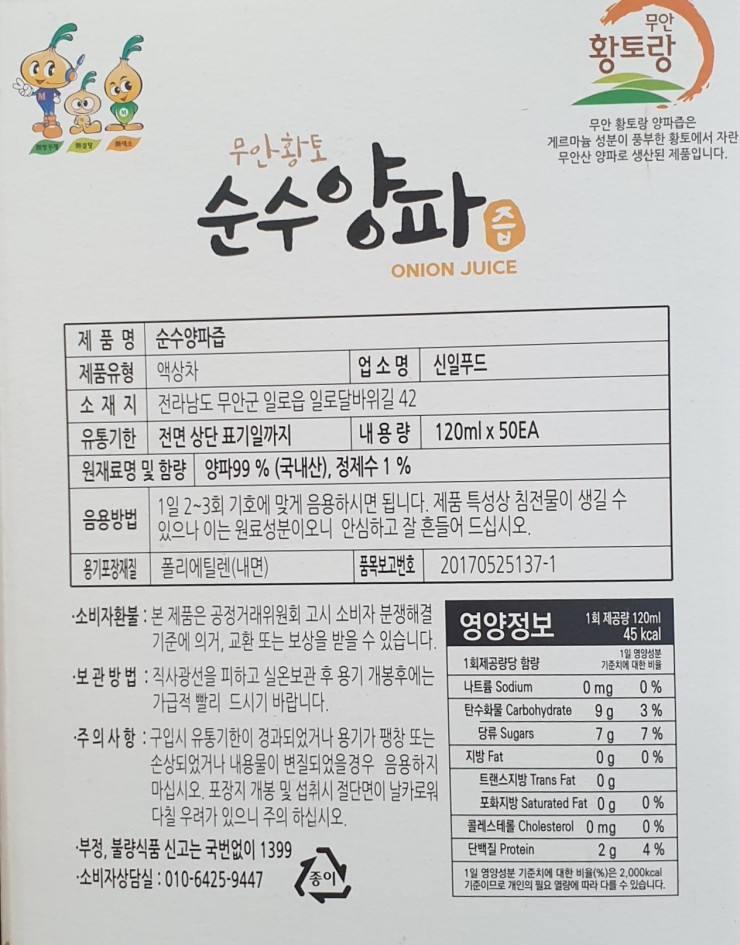 무안
황토랑
무안 황토랑 양파즙은
게르마늄 성분이 풍부한 황토에서 자란
무안산 양파로 생산된 제품입니다.
무안황토
순수양파즙
ONION JUICE
제 품 명 순수양파즙
제품유형 액상차 업 소 명 신일푸드
소 재 지 전라남도 무안군 일로읍 일로달바위길 42
유통기한 전면 상단 표기일까지 내 용 량 120ml x 50EA
원재료명 및 함량 양파99 % (국내산), 정제수 1 %
음용방법 1일 2~3회 기호에 맞게 음용하시면 됩니다. 제품 특성상 침전물이 생길 수
있으나 이는 원료성분이오니 안심하고 잘 흔들어 드십시오.
용기포장재질 폴리에틸렌(내면) 품목보고번호 20170525137-1
·소비자환불 : 본 제품은 공정거래위원회 고시 소비자 분쟁해결
기준에 의거, 교환 또는 보상을 받을 수 있습니다.
·보 관 방 법 : 직사광선을 피하고 실온보관 후 용기 개봉후에는
가급적 빨리 드시기 바랍니다.
·주 의 사 항 : 구입시 유통기한이 경과되었거나 용기가 팽창 또는
손상되었거나 내용물이 변질되었을경우 음용하지
마십시오. 포장지 개봉 및 섭취시 절단면이 날카로워
다칠 우려가 있으니 주의 하십시오.
·부정, 불량식품 신고는 국번없이 1399
·소비자상담실 : 010-6425-9447
종이
영양정보 1회 제공량 120ml
45 kcal
1회제공량당 함량 1일 영양성분
기준치에 대한 비율
나트륨 Sodium 0 mg 0 %
탄수화물 Carbohydrate 9 g 3 %
당류 Sugars 7 g 7 %
지방 Fat 0 g 0 %
트랜스지방 Trans Fat 0 g
포화지방 Saturated Fat 0 g 0 %
콜레스테롤 Cholesterol 0 mg 0 %
단백질 Protein 2 g 4 %
1일 영양성분 기준치에 대한 비율(%)은 2,000kcal
기준이므로 개인의 필요 열량에 따라 다를 수 있습니다.